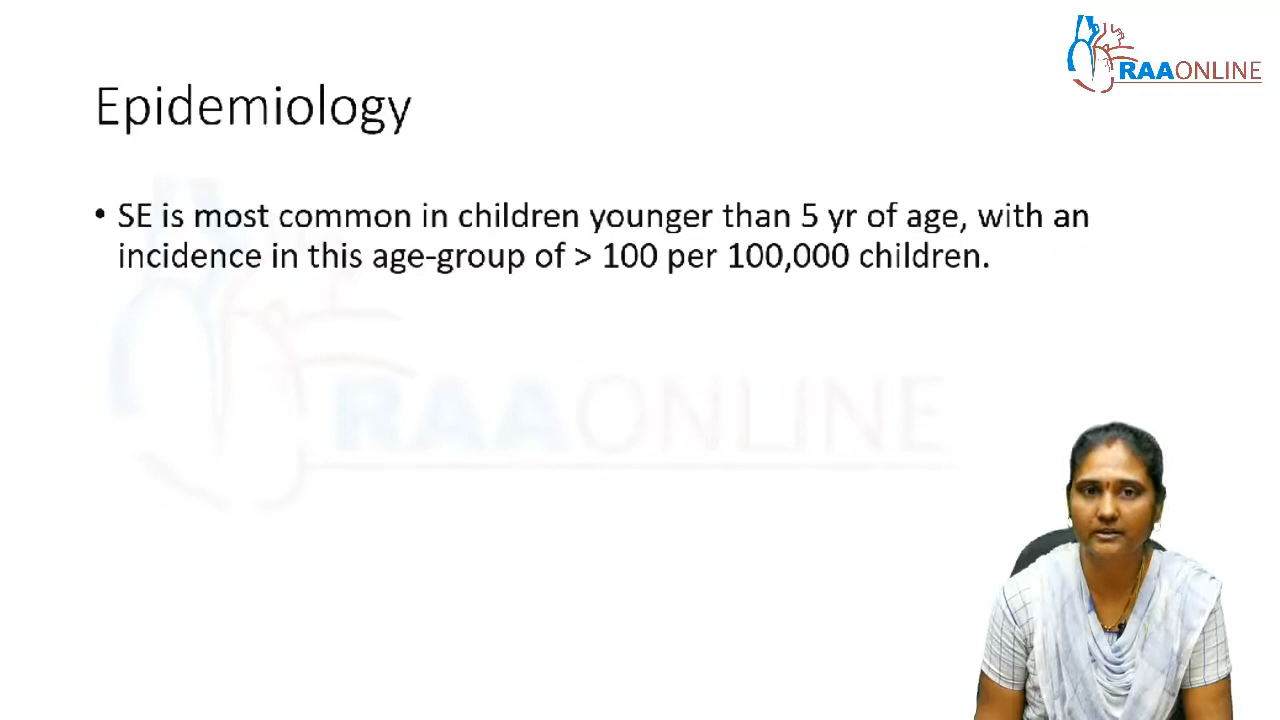 RAAONLINE
Epidemiology
• SE is most common in children younger than 5 yr of age, with an
incidence in this age-group of > 100 per 100,000 children.
RAAONLINE